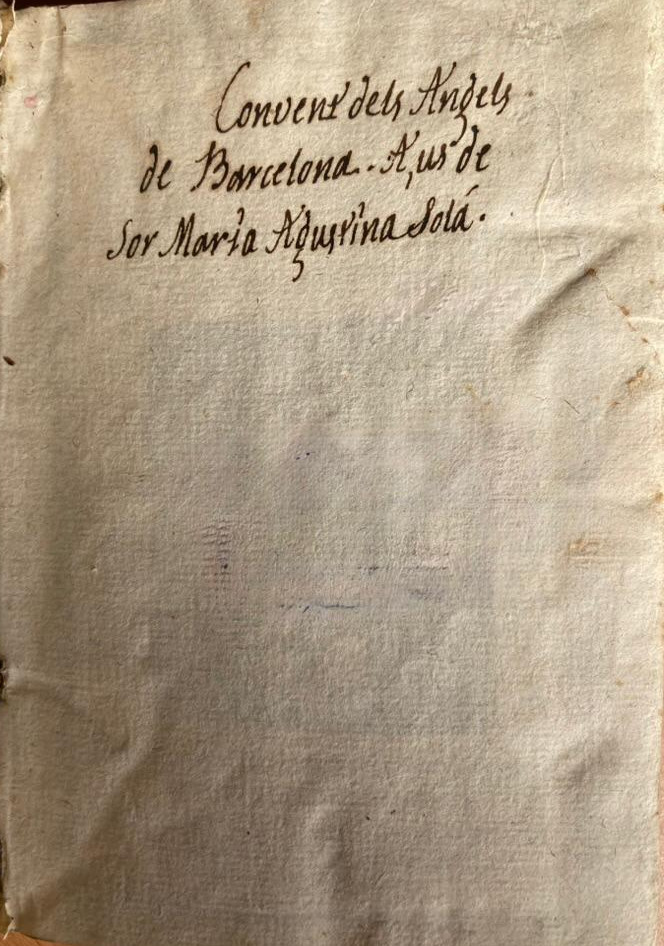 Convent dels Angels
de Barcelona. A, us de
Sor Maria Agustina Solá.